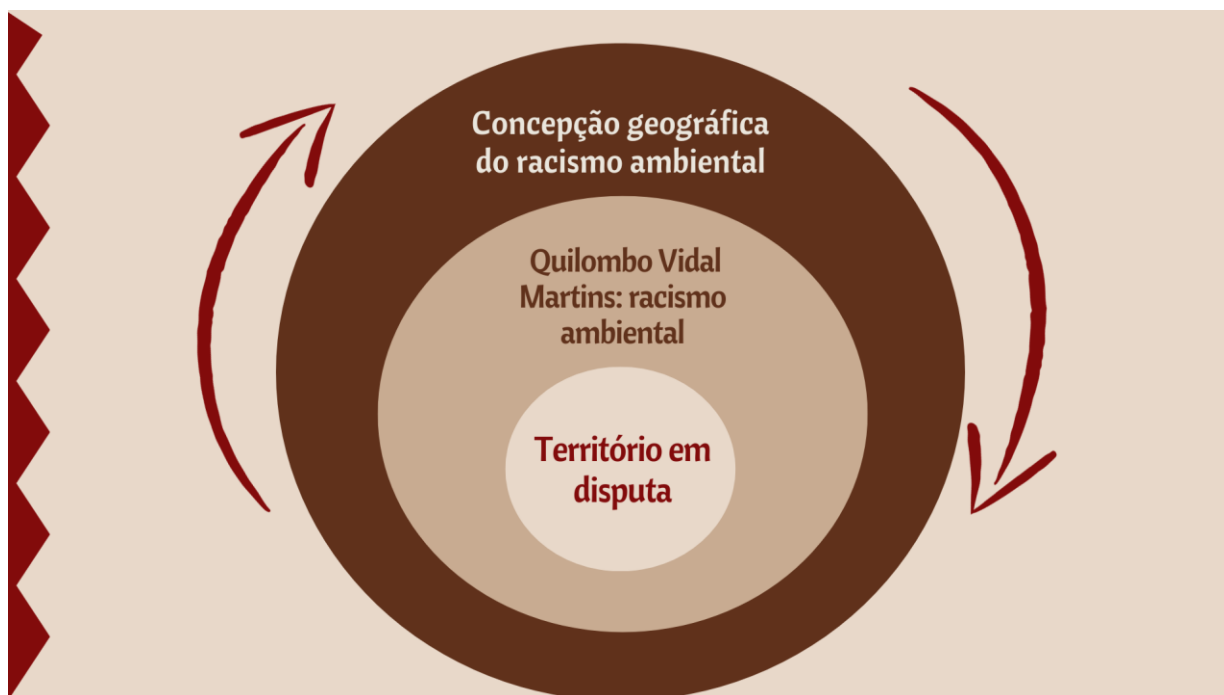 Concepção geográfica
do racismo ambiental
Quilombo Vidal
Martins: racismo
ambiental
Território em
disputa